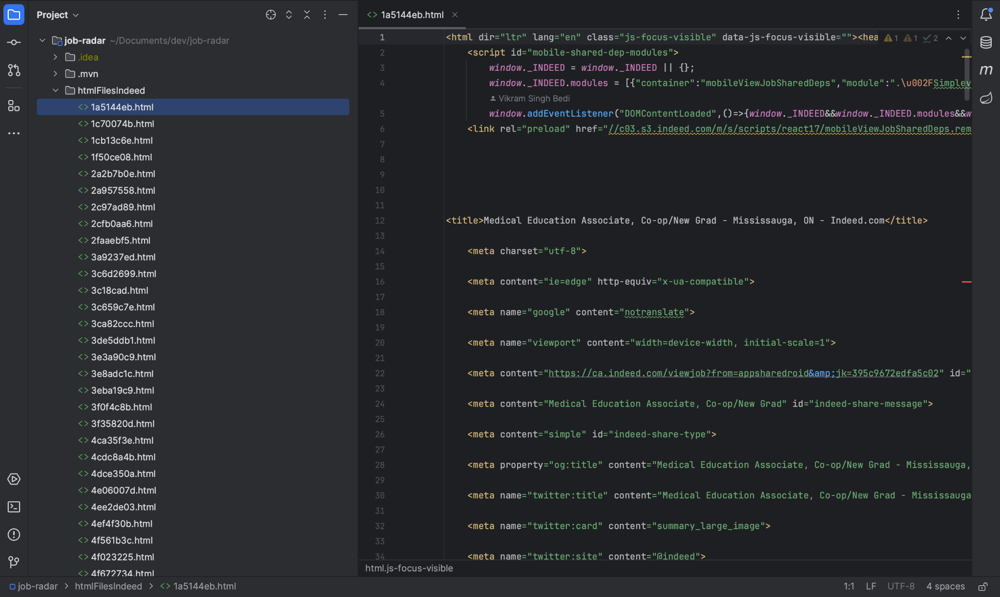 Project
job-radar ~/Documents/dev/job-radar
.idea
.mvn
htmlFilesIndeed
<> 1a5144eb.html
<> 1c70074b.html
<> 1cb13c6e.html
<> 1f50ce08.html
<> 2a2b7b0e.html
<> 2a957558.html
<> 2c97ad89.html
<> 2cfb0aa6.html
<> 2faaebf5.html
<> 3a9237ed.html
<> 3c6d2699.html
<> 3c18cad.html
<> 3c659c7e.html
<> 3ca82ccc.html
<> 3de5ddb1.html
<> 3e3a90c9.html
<> 3e8adc1c.html
<> 3eba19c9.html
<> 3f0f4c8b.html
<> 3f35820d.html
<> 4ca35f3e.html
<> 4cdc8a4b.html
<> 4dce350a.html
<> 4e06007d.html
<> 4ee2de03.html
<> 4ef4f30b.html
<> 4f561b3c.html
<> 4f023225.html
<> 4f672734.html
<> 1a5144eb.html
1 <html dir="ltr" lang="en" class="js-focus-visible" data-js-focus-visible=""><hea 1 1 2
2 <script id="mobile-shared-dep-modules">
3 window._INDEED = window._INDEED || {};
4 window._INDEED.modules = [{"container":"mobileViewJobSharedDeps","module":".\u002FSimplev
Vikram Singh Bedi
5 window.addEventListener("DOMContentLoaded",()=>{window._INDEED&&window._INDEED.modules&&w
6 <link rel="preload" href="//c03.s3.indeed.com/m/s/scripts/react17/mobileViewJobSharedDeps.rem
7
8
9
10
11
12 <title>Medical Education Associate, Co-op/New Grad - Mississauga, ON - Indeed.com</title>
13
14 <meta charset="utf-8">
15
16 <meta content="ie=edge" http-equiv="x-ua-compatible">
17
18 <meta name="google" content="notranslate">
19
20 <meta name="viewport" content="width=device-width, initial-scale=1">
21
22 <meta content="https://ca.indeed.com/viewjob?from=appsharedroid&amp;jk=395c9672edfa5c02" id="
23
24 <meta content="Medical Education Associate, Co-op/New Grad" id="indeed-share-message">
25
26 <meta content="simple" id="indeed-share-type">
27
28 <meta property="og:title" content="Medical Education Associate, Co-op/New Grad - Mississauga,
29
30 <meta name="twitter:title" content="Medical Education Associate, Co-op/New Grad - Mississauga
31
32 <meta name="twitter:card" content="summary_large_image">
33
34 <meta name="twitter:site" content="@indeed">
html.js-focus-visible
m
job-radar > htmlFilesIndeed > <> 1a5144eb.html
1:1 LF UTF-8 4 spaces